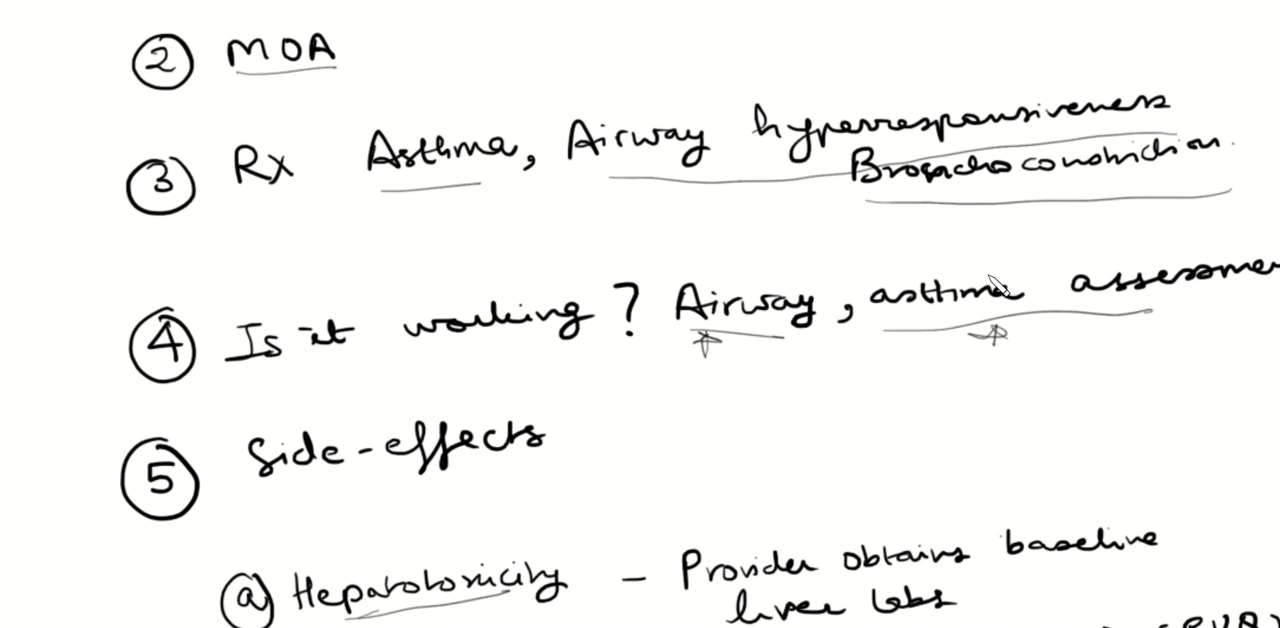 2 MOA
3 Rx Asthma, Airway hyperresponsiveness
Bronchoconstriction.
4 Is it working? Airway, asthma assessmen
5 Side-effects
a) Hepatotoxicity – Provider obtains baseline
liver labs